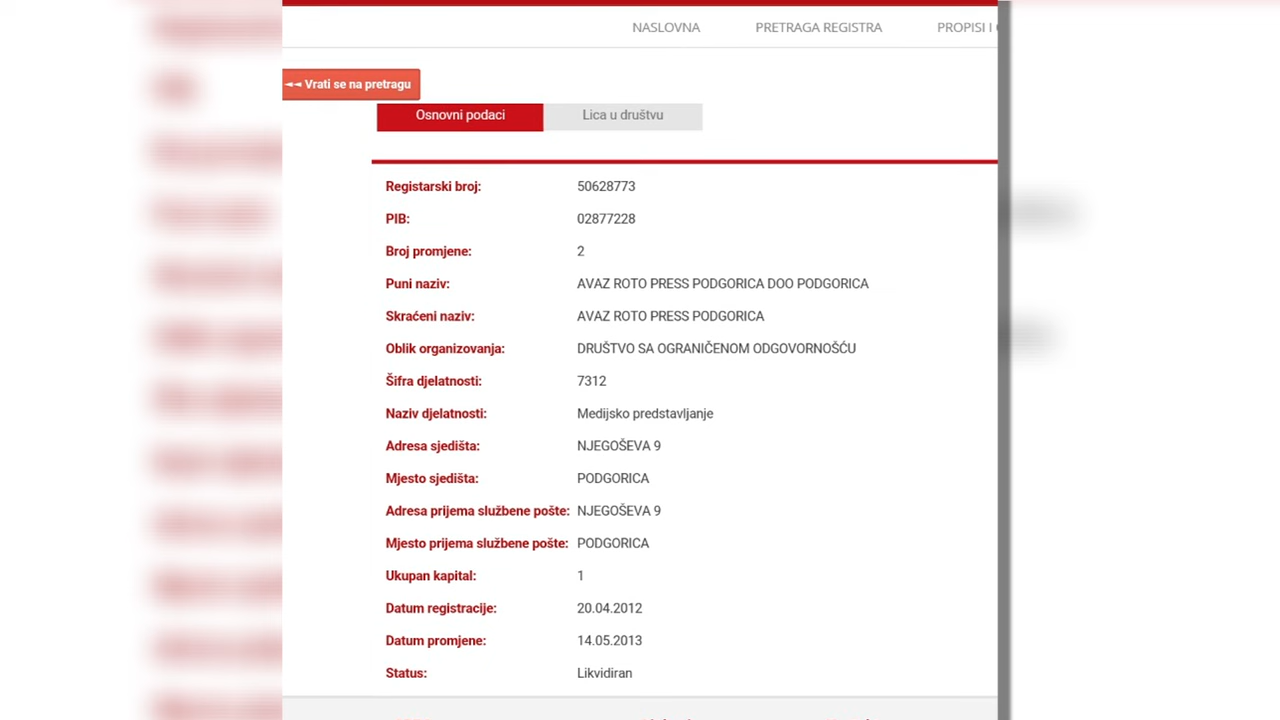 NASLOVNA PRETRAGA REGISTRA PROPISI I
◄◄ Vrati se na pretragu
Osnovni podaci Lica u društvu
Registarski broj: 50628773
PIB: 02877228
Broj promjene: 2
Puni naziv: AVAZ ROTO PRESS PODGORICA DOO PODGORICA
Skraćeni naziv: AVAZ ROTO PRESS PODGORICA
Oblik organizovanja: DRUŠTVO SA OGRANIČENOM ODGOVORNOŠĆU
Šifra djelatnosti: 7312
Naziv djelatnosti: Medijsko predstavljanje
Adresa sjedišta: NJEGOŠEVA 9
Mjesto sjedišta: PODGORICA
Adresa prijema službene pošte: NJEGOŠEVA 9
Mjesto prijema službene pošte: PODGORICA
Ukupan kapital: 1
Datum registracije: 20.04.2012
Datum promjene: 14.05.2013
Status: Likvidiran